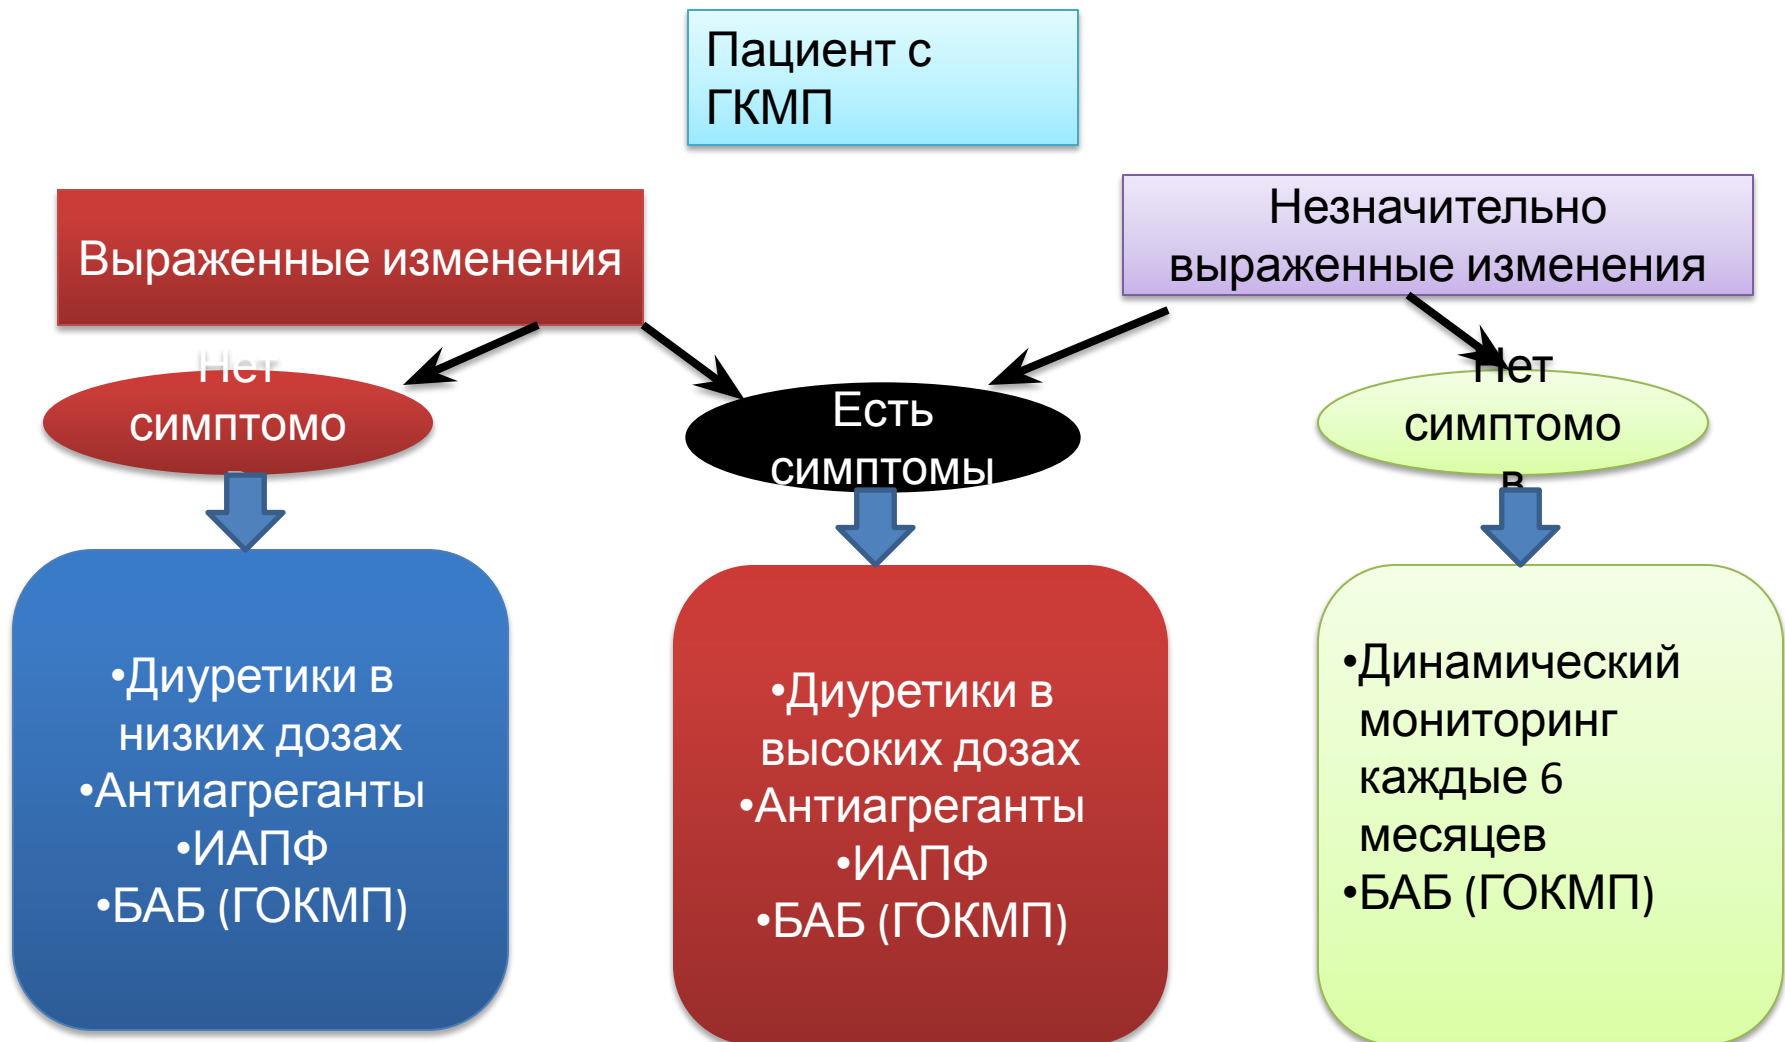 Пациент с
ГКМП
Выраженные изменения
Незначительно
выраженные изменения
Нет
симптомо
Есть
симптомы
Нет
симптомо
в
•Диуретики в
низких дозах
•Антиагреганты
•ИАПФ
•БАБ (ГОКМП)
•Диуретики в
высоких дозах
•Антиагреганты
•ИАПФ
•БАБ (ГОКМП)
•Динамический
мониторинг
каждые 6
месяцев
•БАБ (ГОКМП)